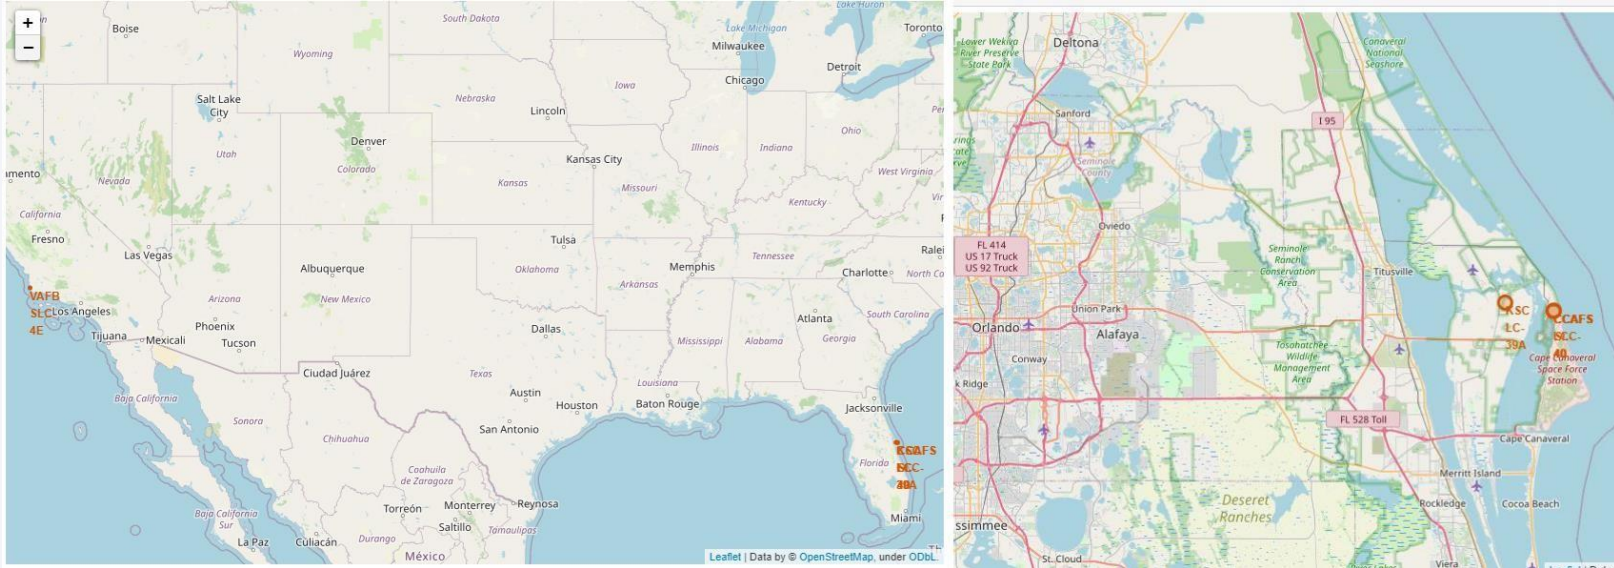 +
−
Boise
South Dakota
Lake Michigan
Lake Huron
Toronto
Wyoming
Milwaukee
Detroit
Chicago
Iowa
Salt Lake
City
Nebraska
Lincoln
Ohio
Denver
Utah
Illinois
Indiana
Kansas City
Colorado
West Virginia
Nevada
Kansas
Missouri
Kentucky
California
Fresno
Las Vegas
Tulsa
Albuquerque
Oklahoma
Memphis
Tennessee
Charlotte
Arkansas
VAFB
SLC-
4E
Los Angeles
Arizona
New Mexico
South Carolina
Phoenix
Atlanta
Tijuana
Mexicali
Tucson
Dallas
Mississippi
Alabama
Georgia
Ciudad Juárez
Texas
Louisiana
Baja California
Austin
Houston
Baton Rouge
Jacksonville
Sonora
San Antonio
Chihuahua
CCAFS
Florida
Coahuila
de Zaragoza
Reynosa
Torreón
Monterrey
Baja California
Sur
Saltillo
Tamaulipas
Miami
La Paz
Culiacán
Durango
México
Leaflet | Data by © OpenStreetMap, under ODbL.
Lower Wekiva
River Preserve
State Park
Deltona
Canaveral
National
Seashore
Sanford
I 95
Seminole
County
Oviedo
FL 414
US 17 Truck
US 92 Truck
Seminole
Ranch
Conservation
Area
Titusville
Union Park
Orlando
Alafaya
KSC
LC-
39A
CCAFS
SLC-
40
Conway
Tosohatchee
Wildlife
Management
Area
Cape Canaveral
Space Force
Station
FL 528 Toll
Cape Canaveral
Merritt Island
Deseret
Ranches
Rockledge
Cocoa Beach
St. Cloud
Viera